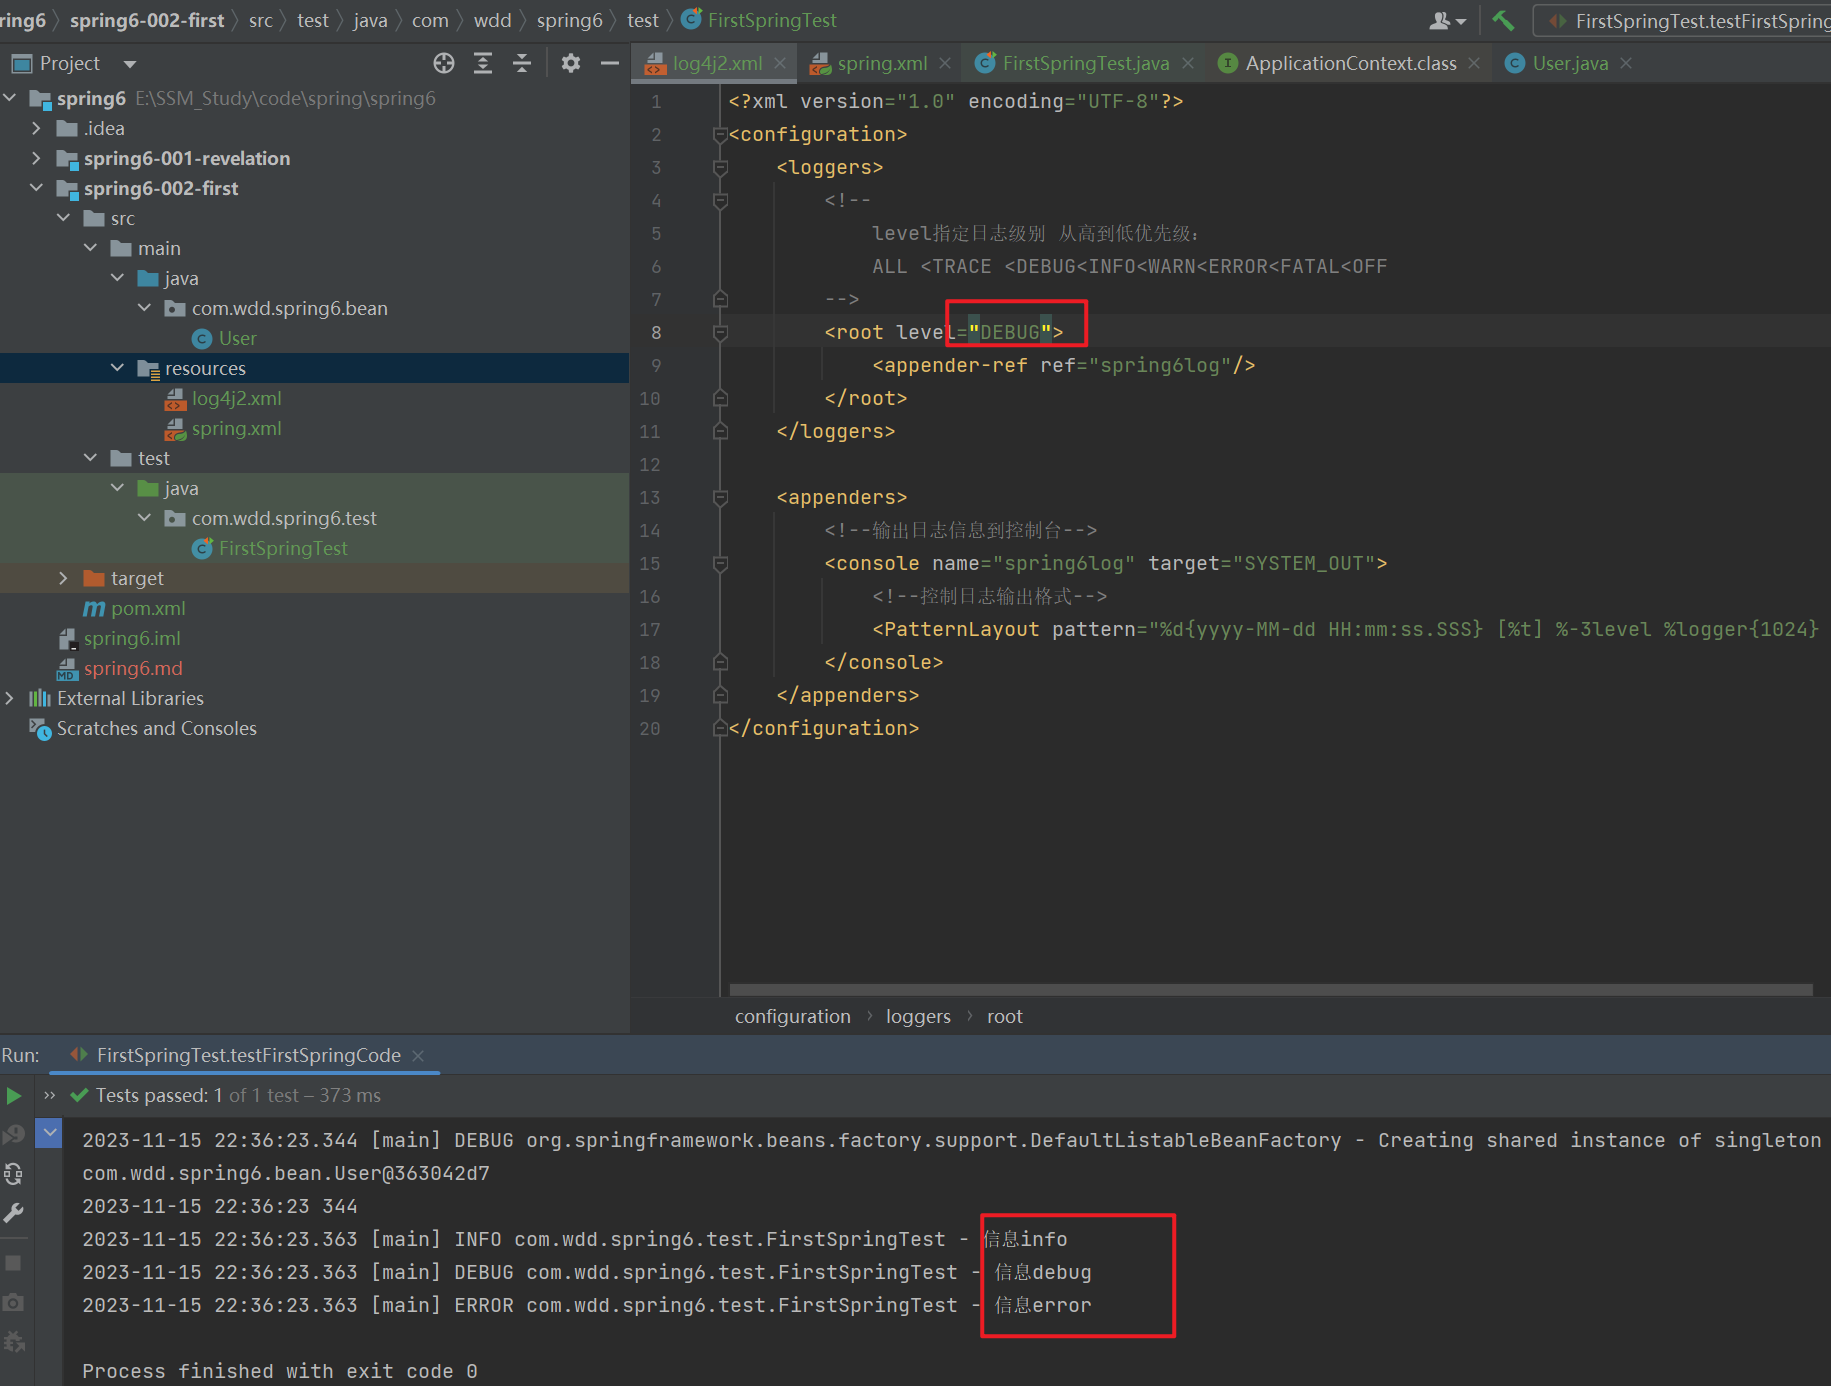 ring6 〉 spring6-002-first 〉 src 〉 test 〉 java 〉 com 〉 wdd 〉 spring6 〉 test 〉 FirstSpringTest
FirstSpringTest.testFirstSpring
Project
log4j2.xml × spring.xml × FirstSpringTest.java × ApplicationContext.class × User.java ×
spring6 E:\SSM_Study\code\spring\spring6
.idea
spring6-001-revelation
spring6-002-first
src
main
java
com.wdd.spring6.bean
User
resources
log4j2.xml
spring.xml
test
java
com.wdd.spring6.test
FirstSpringTest
target
pom.xml
spring6.iml
spring6.md
External Libraries
Scratches and Consoles
1 <?xml version="1.0" encoding="UTF-8"?>
2 <configuration>
3 <loggers>
4 <!--
5 level指定日志级别 从高到低优先级:
6 ALL <TRACE <DEBUG<INFO<WARN<ERROR<FATAL<OFF
7 -->
8 <root level="DEBUG">
9 <appender-ref ref="spring6log"/>
10 </root>
11 </loggers>
12
13 <appenders>
14 <!--输出日志信息到控制台-->
15 <console name="spring6log" target="SYSTEM_OUT">
16 <!--控制日志输出格式-->
17 <PatternLayout pattern="%d{yyyy-MM-dd HH:mm:ss.SSS} [%t] %-3level %logger{1024}
18 </console>
19 </appenders>
20 </configuration>
configuration › loggers › root
Run: FirstSpringTest.testFirstSpringCode ×
» Tests passed: 1 of 1 test – 373 ms
2023-11-15 22:36:23.344 [main] DEBUG org.springframework.beans.factory.support.DefaultListableBeanFactory - Creating shared instance of singleton
com.wdd.spring6.bean.User@363042d7
2023-11-15 22:36:23 344
2023-11-15 22:36:23.363 [main] INFO com.wdd.spring6.test.FirstSpringTest - 信息info
2023-11-15 22:36:23.363 [main] DEBUG com.wdd.spring6.test.FirstSpringTest - 信息debug
2023-11-15 22:36:23.363 [main] ERROR com.wdd.spring6.test.FirstSpringTest - 信息error
Process finished with exit code 0